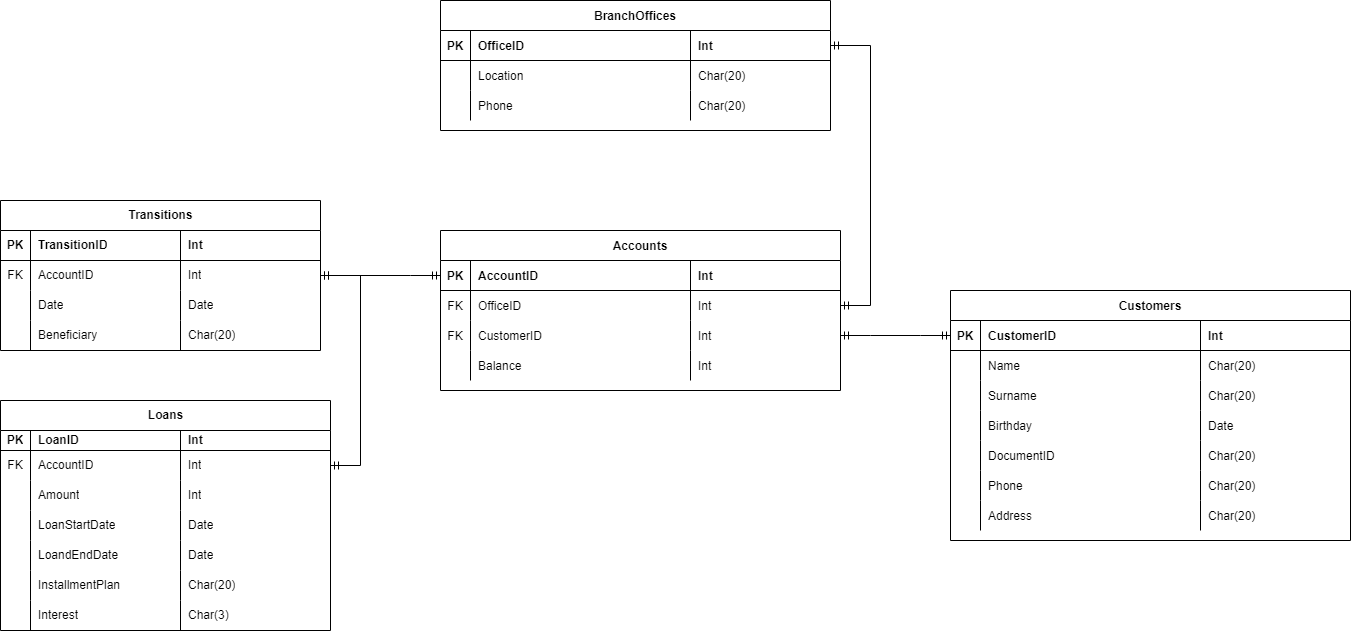 BranchOffices
PK OfficeID Int
Location Char(20)
Phone Char(20)
Transitions
PK TransitionID Int
FK AccountID Int
Date Date
Beneficiary Char(20)
Accounts
PK AccountID Int
FK OfficeID Int
FK CustomerID Int
Balance Int
Customers
PK CustomerID Int
Name Char(20)
Surname Char(20)
Birthday Date
DocumentID Char(20)
Phone Char(20)
Address Char(20)
Loans
PK LoanID Int
FK AccountID Int
Amount Int
LoanStartDate Date
LoandEndDate Date
InstallmentPlan Char(20)
Interest Char(3)